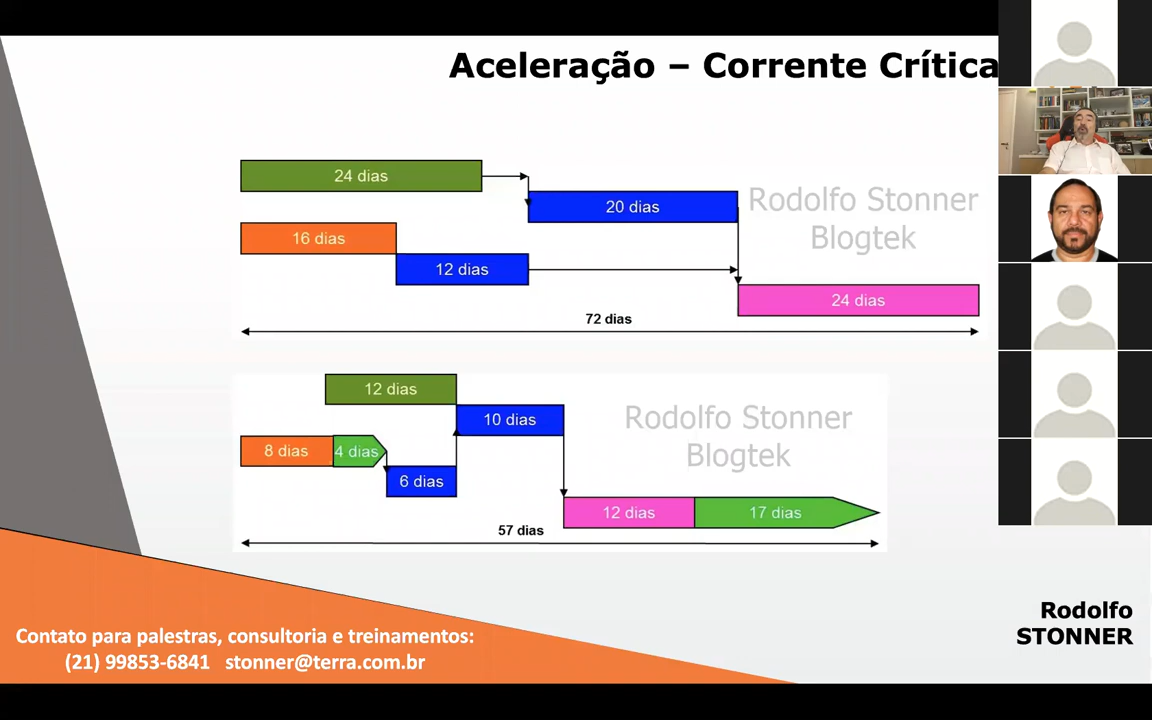 Aceleração – Corrente Crítica
24 dias
20 dias
Rodolfo Stonner
Blogtek
16 dias
12 dias
24 dias
72 dias
12 dias
10 dias
Rodolfo Stonner
Blogtek
8 dias
4 dias
6 dias
12 dias
17 dias
57 dias
Rodolfo
STONNER
Contato para palestras, consultoria e treinamentos:
(21) 99853-6841 stonner@terra.com.br